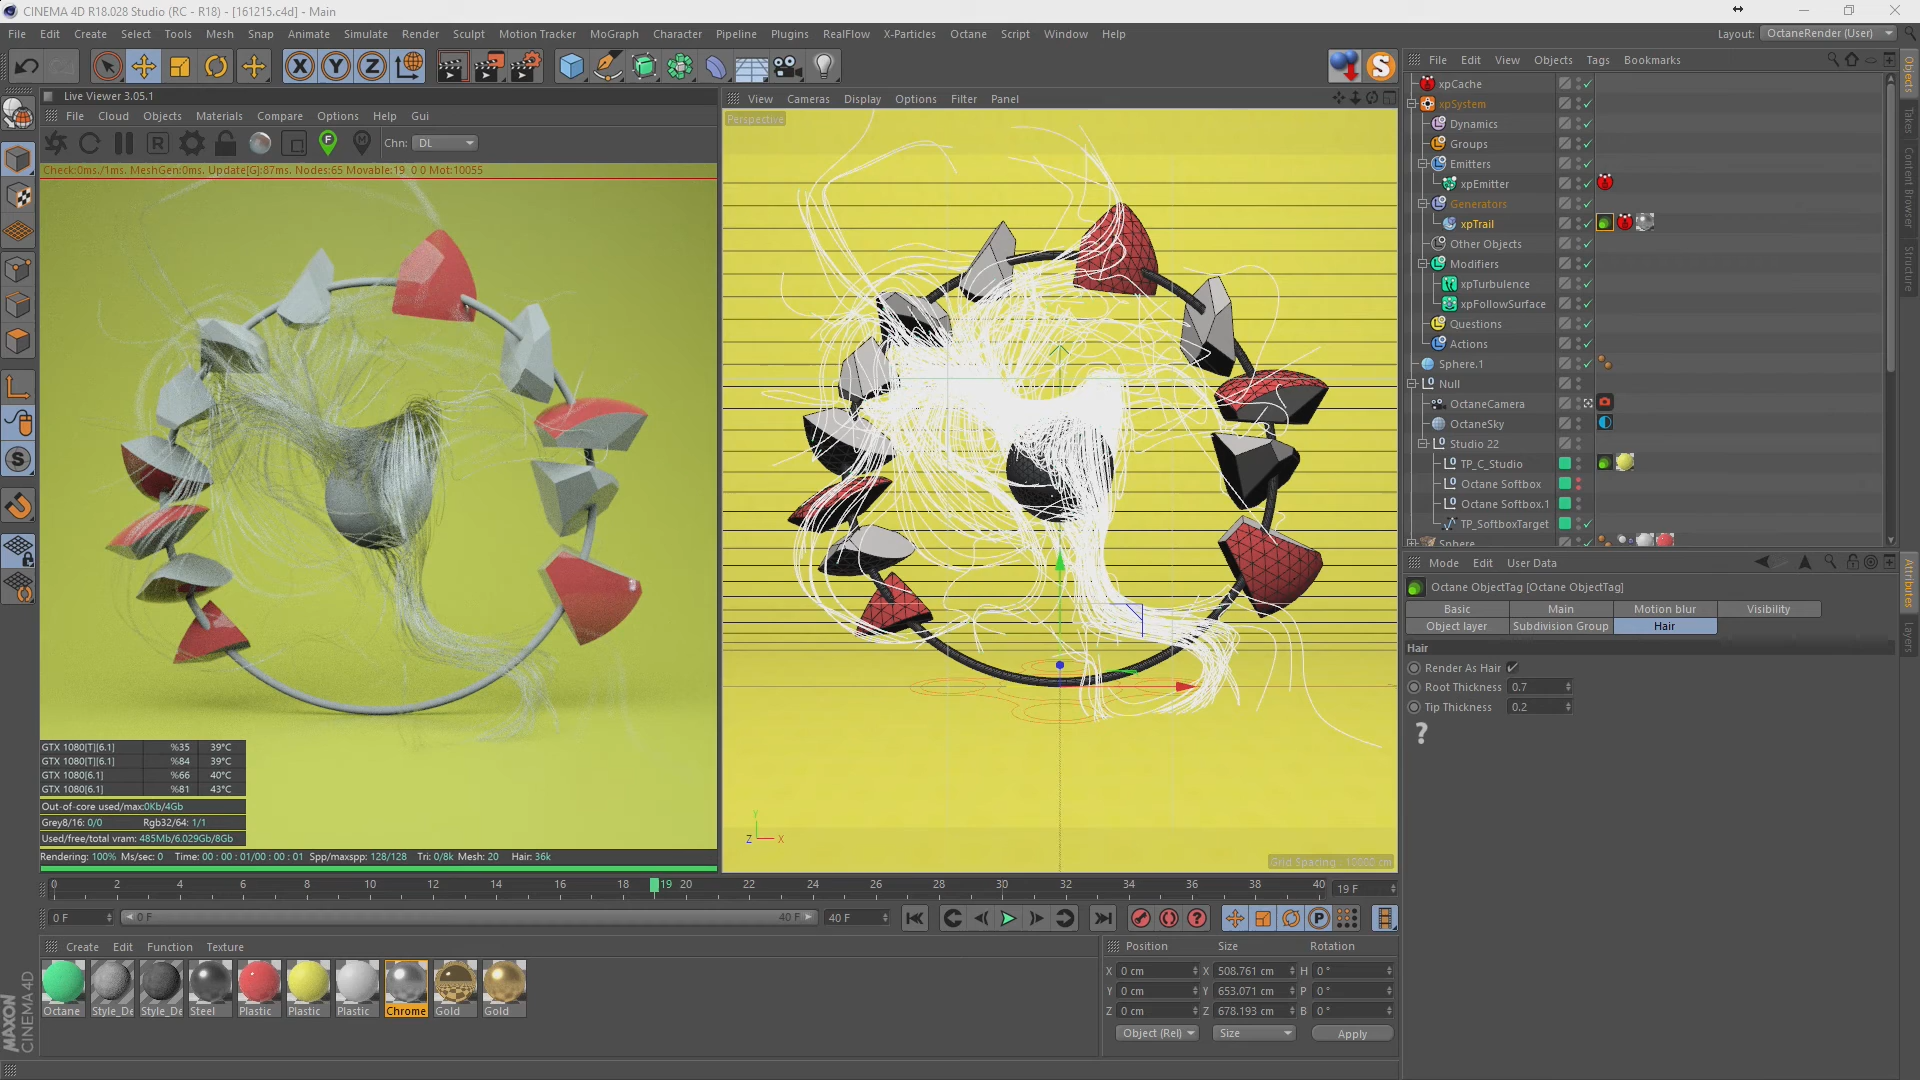 CINEMA 4D R18.028 Studio (RC - R18) - [161215.c4d] - Main
File Edit Create Select Tools Mesh Snap Animate Simulate Render Sculpt Motion Tracker MoGraph Character Pipeline Plugins RealFlow X-Particles Octane Script Window Help
Layout: OctaneRender (User)
X Y Z
S
Live Viewer 3.05.1
File Cloud Objects Materials Compare Options Help Gui
R
F
M
Chn: DL
Check:0ms./1ms. MeshGen:0ms. Update[G]:87ms. Nodes:65 Movable:19 0 0 Mot:10055
View Cameras Display Options Filter Panel
Perspective
Grid Spacing : 10000 cm
Y
Z X
GTX 1080[T][6.1] %35 39°C
GTX 1080[T][6.1] %84 39°C
GTX 1080[6.1] %66 40°C
GTX 1080[6.1] %81 43°C
Out-of-core used/max:0Kb/4Gb
Grey8/16: 0/0 Rgb32/64: 1/1
Used/free/total vram: 485Mb/6.029Gb/8Gb
Rendering: 100% Ms/sec: 0 Time: 00 : 00 : 01/00 : 00 : 01 Spp/maxspp: 128/128 Tri: 0/8k Mesh: 20 Hair: 36k
File Edit View Objects Tags Bookmarks
xpCache
xpSystem
Dynamics
Groups
Emitters
xpEmitter
Generators
xpTrail
Other Objects
Modifiers
xpTurbulence
xpFollowSurface
Questions
Actions
Sphere.1
Null
OctaneCamera
OctaneSky
Studio 22
TP_C_Studio
Octane Softbox
Octane Softbox.1
TP_SoftboxTarget
Sphere
Objects
Takes
Content Browser
Structure
Mode Edit User Data
Octane ObjectTag [Octane ObjectTag]
Basic Main Motion blur Visibility
Object layer Subdivision Group Hair
Hair
Render As Hair
Root Thickness 0.7
Tip Thickness 0.2
?
Attributes
Layers
0 2 4 6 8 10 12 14 16 18 19 20 22 24 26 28 30 32 34 36 38 40
19 F
0 F 0 F 40 F 40 F
P
Create Edit Function Texture
Octane Style_De Style_De Steel Plastic Plastic Plastic Chrome Gold Gold
Position Size Rotation
X 0 cm X 508.761 cm H 0 °
Y 0 cm Y 653.071 cm P 0 °
Z 0 cm Z 678.193 cm B 0 °
Object (Rel) Size Apply
MAXON
CINEMA 4D